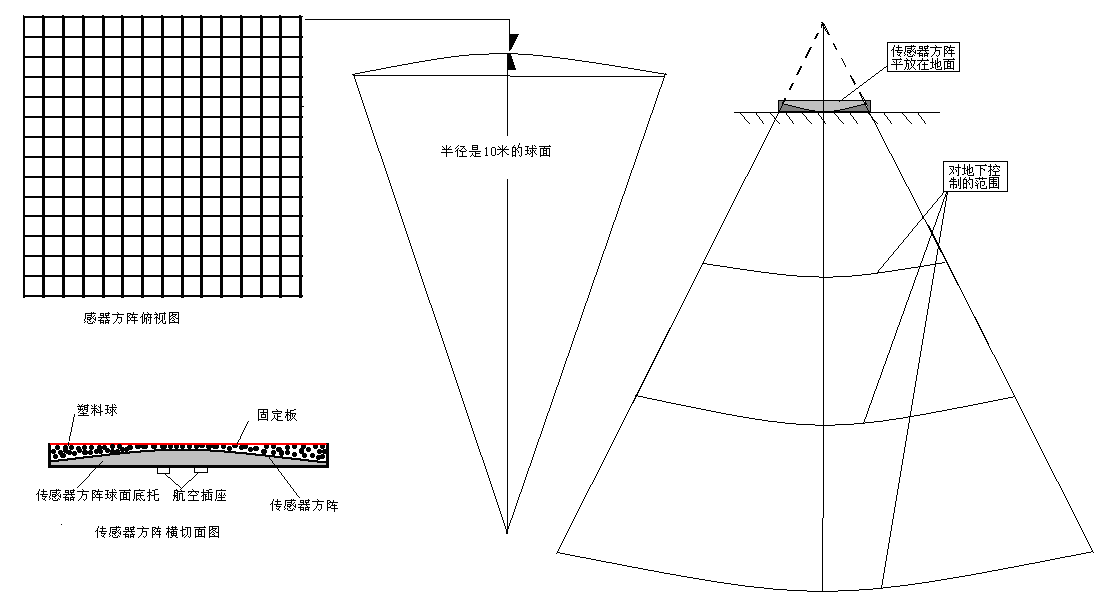 传感器方阵
平放在地面
半径是10米的球面
对地下控
制的范围
感器方阵俯视图
塑料球
固定板
传感器方阵球面底托
航空插座
传感器方阵
传感器方阵横切面图